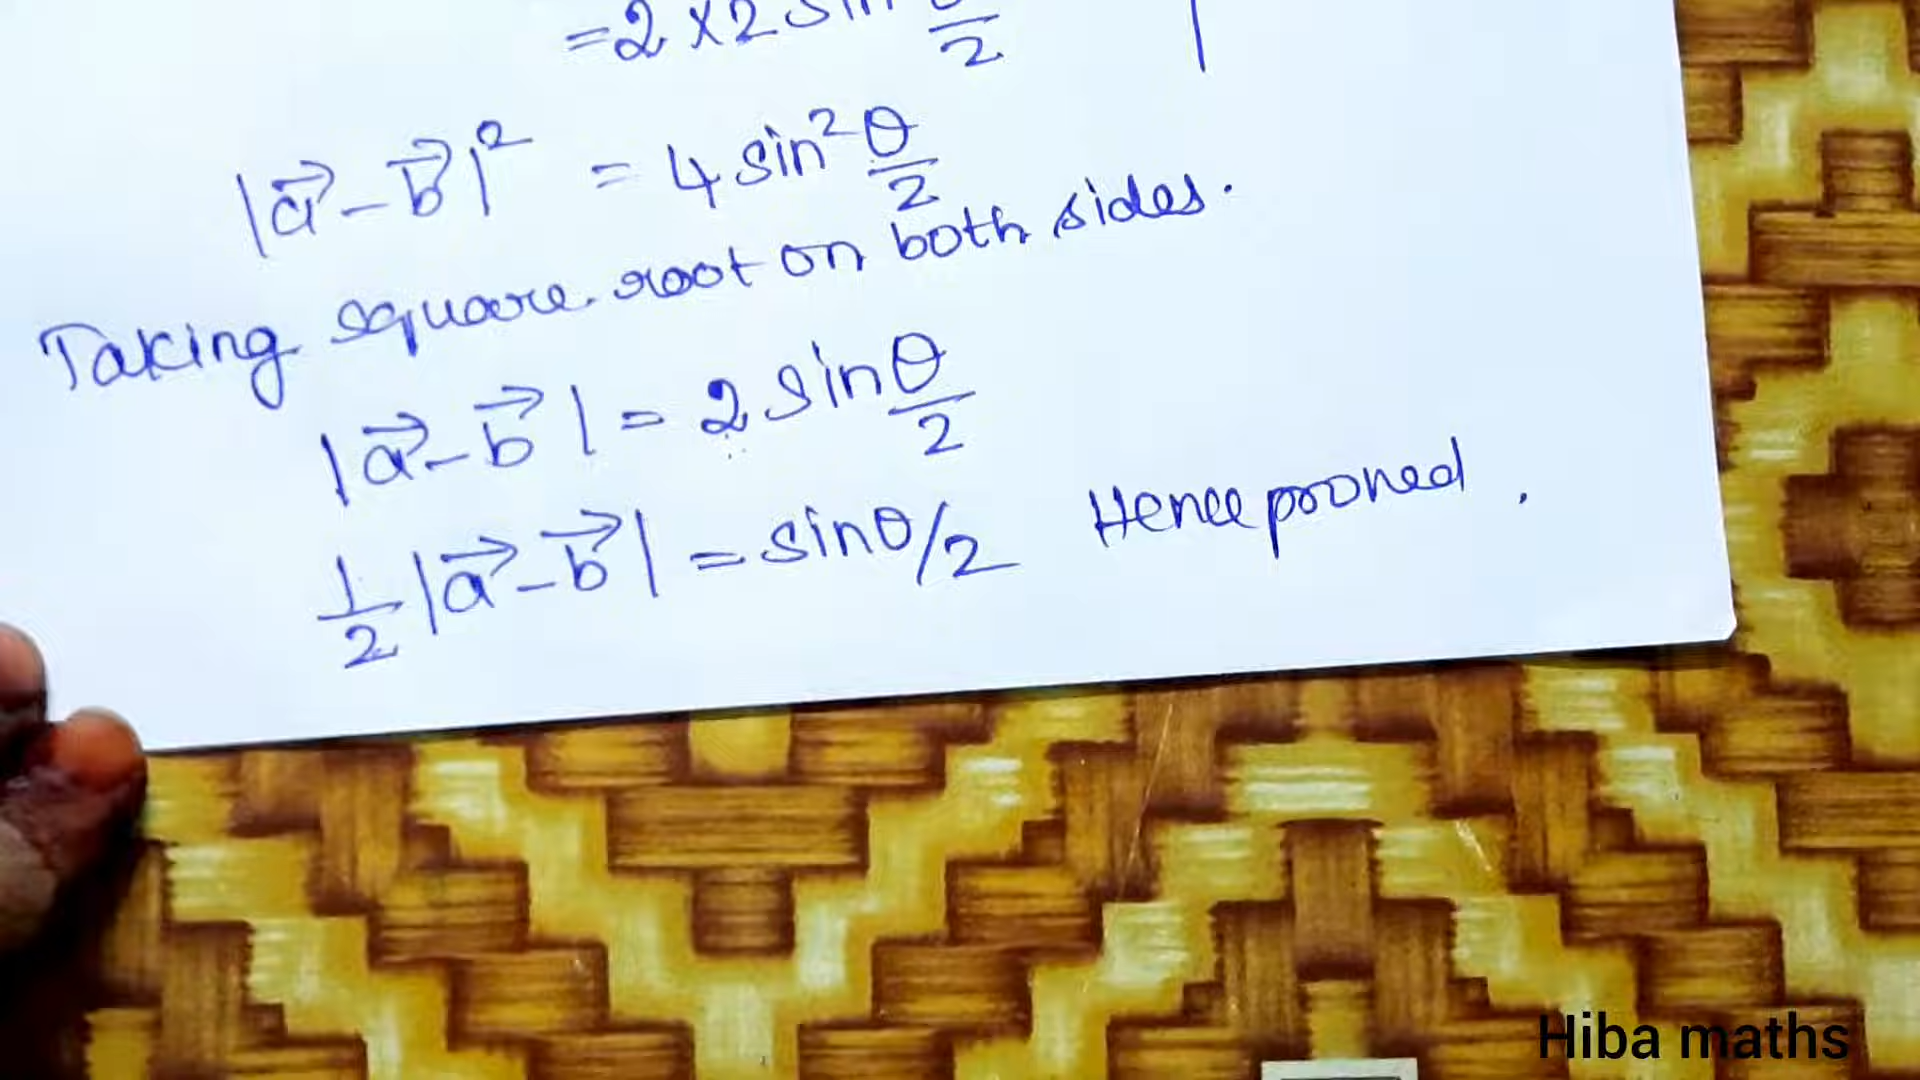 =2×2 sin θ/2
|a⃗-b⃗|² = 4 sin² θ/2
Taking square root on both sides.
|a⃗-b⃗| = 2 sin θ/2
1/2 |a⃗-b⃗| = sin θ/2 Hence proved.
Hiba maths